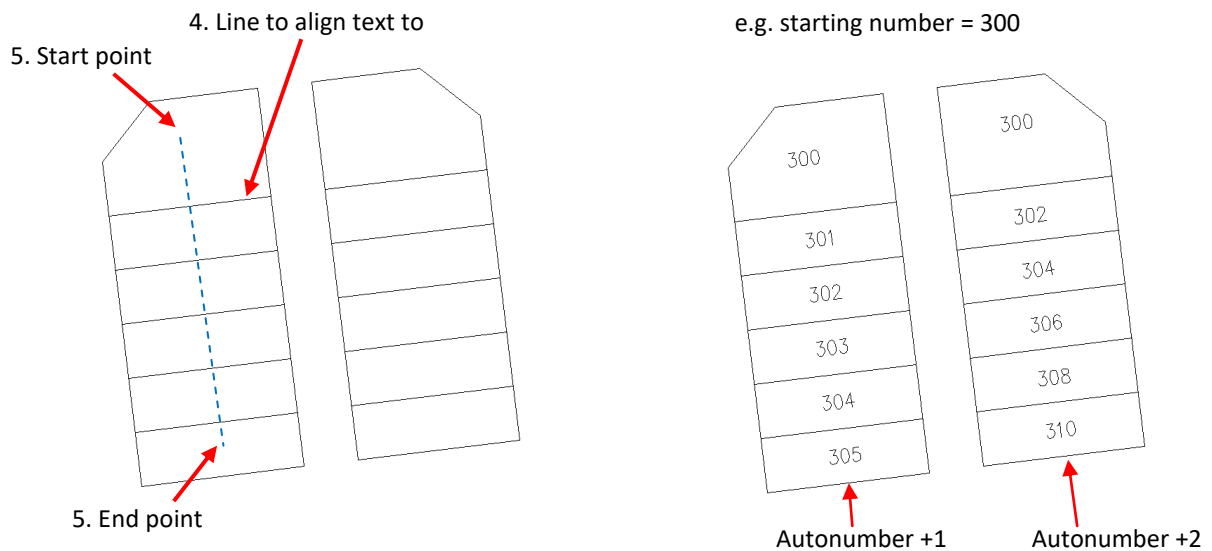 4. Line to align text to
5. Start point
5. End point
e.g. starting number = 300
300
301
302
303
304
305
300
302
304
306
308
310
Autonumber +1
Autonumber +2